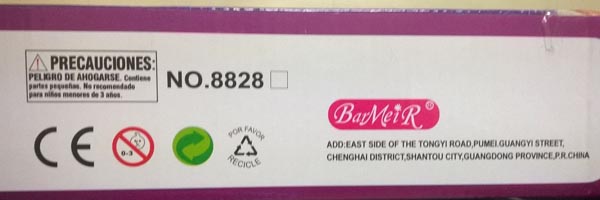 PRECAUCIONES:
PELIGRO DE AHOGARSE. Contiene
partes pequeñas. No recomendado
para niños menores de 3 años.
NO.8828
BarMeiR®
CE
0-3
POR FAVOR
RECICLE
ADD:EAST SIDE OF THE TONGYI ROAD,PUMEI.GUANGYI STREET,
CHENGHAI DISTRICT,SHANTOU CITY,GUANGDONG PROVINCE,P.R.CHINA